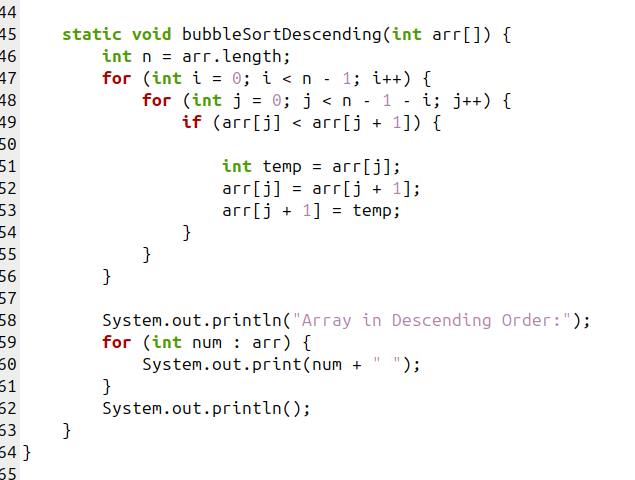 44
45 static void bubbleSortDescending(int arr[]) {
46 int n = arr.length;
47 for (int i = 0; i < n - 1; i++) {
48 for (int j = 0; j < n - 1 - i; j++) {
49 if (arr[j] < arr[j + 1]) {
50
51 int temp = arr[j];
52 arr[j] = arr[j + 1];
53 arr[j + 1] = temp;
54 }
55 }
56 }
57
58 System.out.println("Array in Descending Order:");
59 for (int num : arr) {
60 System.out.print(num + " ");
61 }
62 System.out.println();
63 }
64 }
65